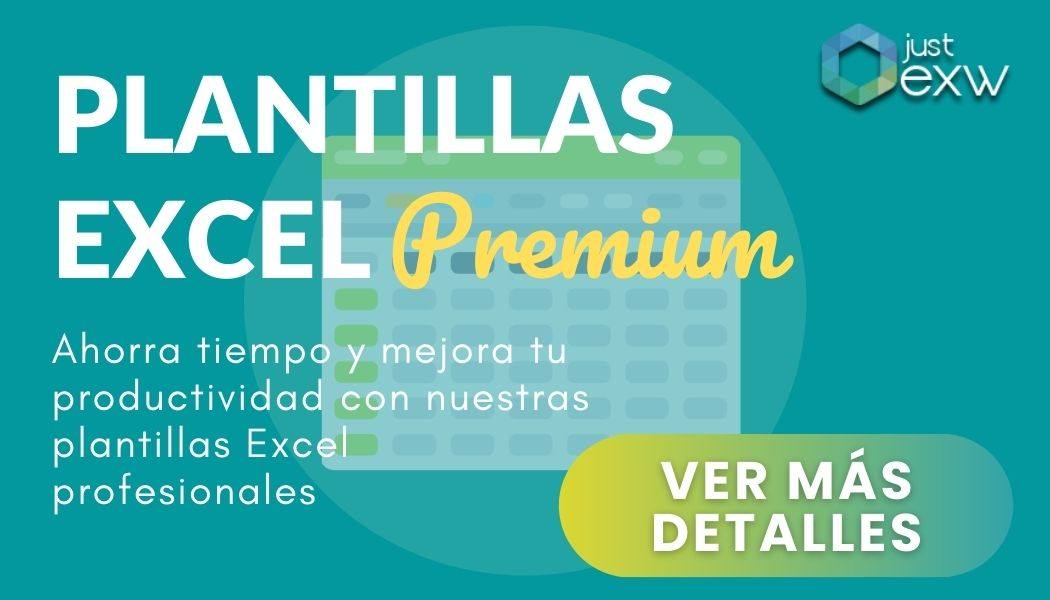 just
exw
PLANTILLAS
EXCEL Premium
Ahorra tiempo y mejora tu
productividad con nuestras
plantillas Excel
profesionales
VER MÁS
DETALLES